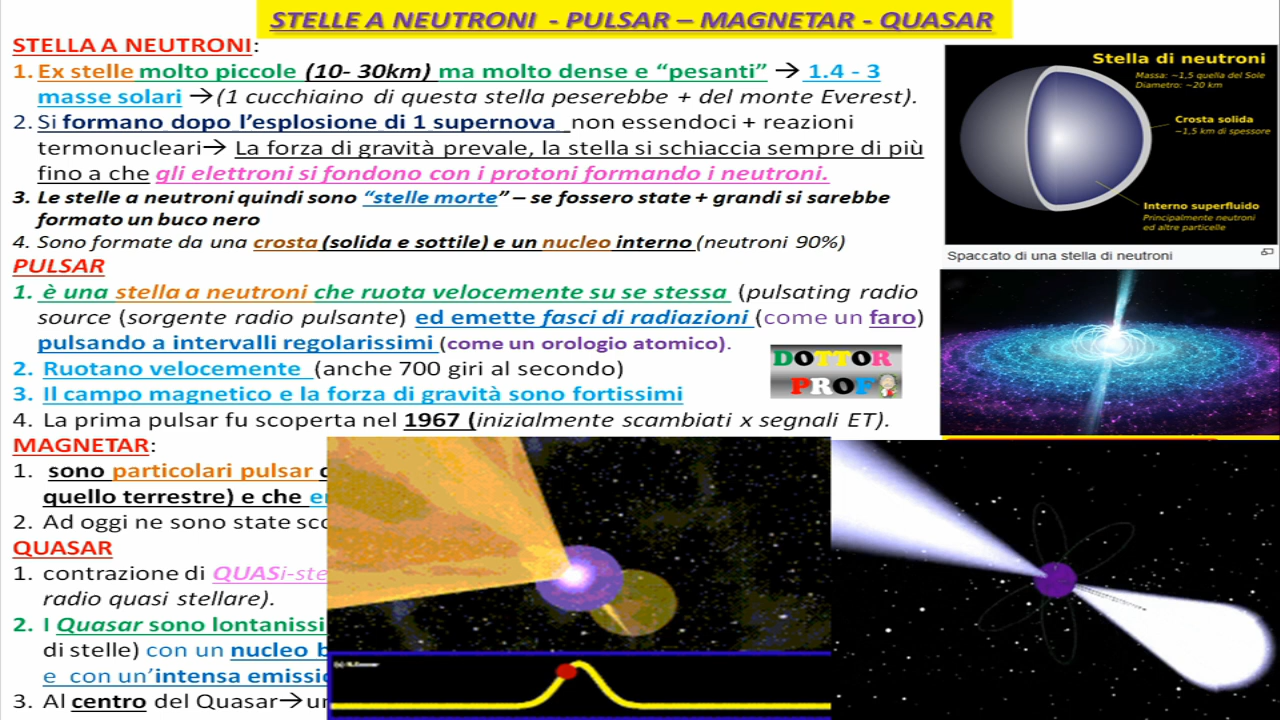 STELLE A NEUTRONI - PULSAR – MAGNETAR - QUASAR
STELLA A NEUTRONI:
1. Ex stelle molto piccole (10- 30km) ma molto dense e “pesanti” → 1.4 - 3
masse solari → (1 cucchiaino di questa stella peserebbe + del monte Everest).
2. Si formano dopo l’esplosione di 1 supernova non essendoci + reazioni
termonucleari→ La forza di gravità prevale, la stella si schiaccia sempre di più
fino a che gli elettroni si fondono con i protoni formando i neutroni.
3. Le stelle a neutroni quindi sono “stelle morte” – se fossero state + grandi si sarebbe
formato un buco nero
4. Sono formate da una crosta (solida e sottile) e un nucleo interno (neutroni 90%)
PULSAR
1. è una stella a neutroni che ruota velocemente su se stessa (pulsating radio
source (sorgente radio pulsante) ed emette fasci di radiazioni (come un faro)
pulsando a intervalli regolarissimi (come un orologio atomico).
2. Ruotano velocemente (anche 700 giri al secondo)
3. Il campo magnetico e la forza di gravità sono fortissimi
4. La prima pulsar fu scoperta nel 1967 (inizialmente scambiati x segnali ET).
MAGNETAR:
1. sono particolari pulsar
quello terrestre) e che
2. Ad oggi ne sono state
QUASAR
1. contrazione di QUASi-ste
radio quasi stellare).
2. I Quasar sono lontanissi
di stelle) con un nucleo
e con un’intensa emissio
3. Al centro del Quasar→un
Stella di neutroni
Massa: ~1,5 quella del Sole
Diametro: ~20 km
Crosta solida
~1,5 km di spessore
Interno superfluido
Principalmente neutroni
ed altre particelle
Spaccato di una stella di neutroni
DOTTOR
PROF